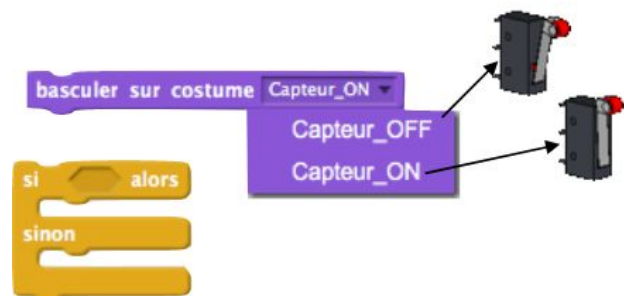 basculer sur costume Capteur_ON
Capteur_OFF
Capteur_ON
si alors
sinon